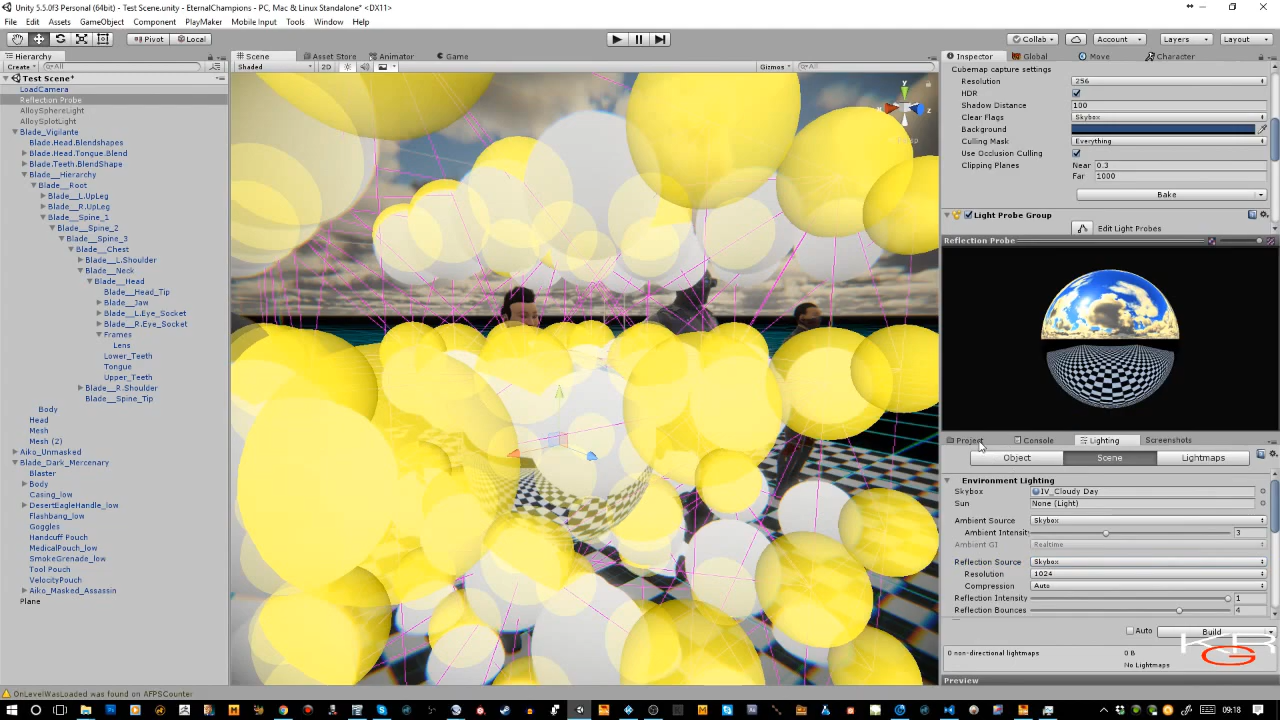 Unity 5.5.0f3 Personal (64bit) - Test Scene.unity - EternalChampions - PC, Mac & Linux Standalone* <DX11>
File Edit Assets GameObject Component PlayMaker Mobile Input Tools Window Help
Pivot Local Collab Account Layers Layout
Hierarchy Scene Asset Store Animator Game Inspector Global Move Character
Create All Shaded 2D Gizmos All
Test Scene*
LoadCamera
Reflection Probe
AlloySphereLight
AlloySplotLight
Blade_Vigilante
Blade.Head.Blendshapes
Blade.Head.Tongue.Blend
Blade.Teeth.BlendShape
Blade__Hierarchy
Blade__Root
Blade__L.UpLeg
Blade__R.UpLeg
Blade__Spine_1
Blade__Spine_2
Blade__Spine_3
Blade__Chest
Blade__L.Shoulder
Blade__Neck
Blade__Head
Blade__Head_Tip
Blade__Jaw
Blade__L.Eye_Socket
Blade__R.Eye_Socket
Frames
Lens
Lower_Teeth
Tongue
Upper_Teeth
Blade__R.Shoulder
Blade__Spine_Tip
Body
Head
Mesh
Mesh (2)
Aiko_Unmasked
Blade_Dark_Mercenary
Blaster
Body
Casing_low
DesertEagleHandle_low
Flashbang_low
Goggles
Handcuff Pouch
MedicalPouch_low
SmokeGrenade_low
Tool Pouch
VelocityPouch
Aiko_Masked_Assassin
Plane
Cubemap capture settings
Resolution 256
HDR
Shadow Distance 100
Clear Flags Skybox
Background
Culling Mask Everything
Use Occlusion Culling
Clipping Planes Near 0.3
Far 1000
Bake
Light Probe Group
Edit Light Probes
Reflection Probe
Project Console Lighting Screenshots
Object Scene Lightmaps
Environment Lighting
Skybox IV_Cloudy Day
Sun None (Light)
Ambient Source Skybox
Ambient Intensit 3
Ambient GI Realtime
Reflection Source Skybox
Resolution 1024
Compression Auto
Reflection Intensity 1
Reflection Bounces 4
Auto Build
0 non-directional lightmaps 0 B
No Lightmaps
Preview
OnLevelWasLoaded was found on AFPSCounter
09:18